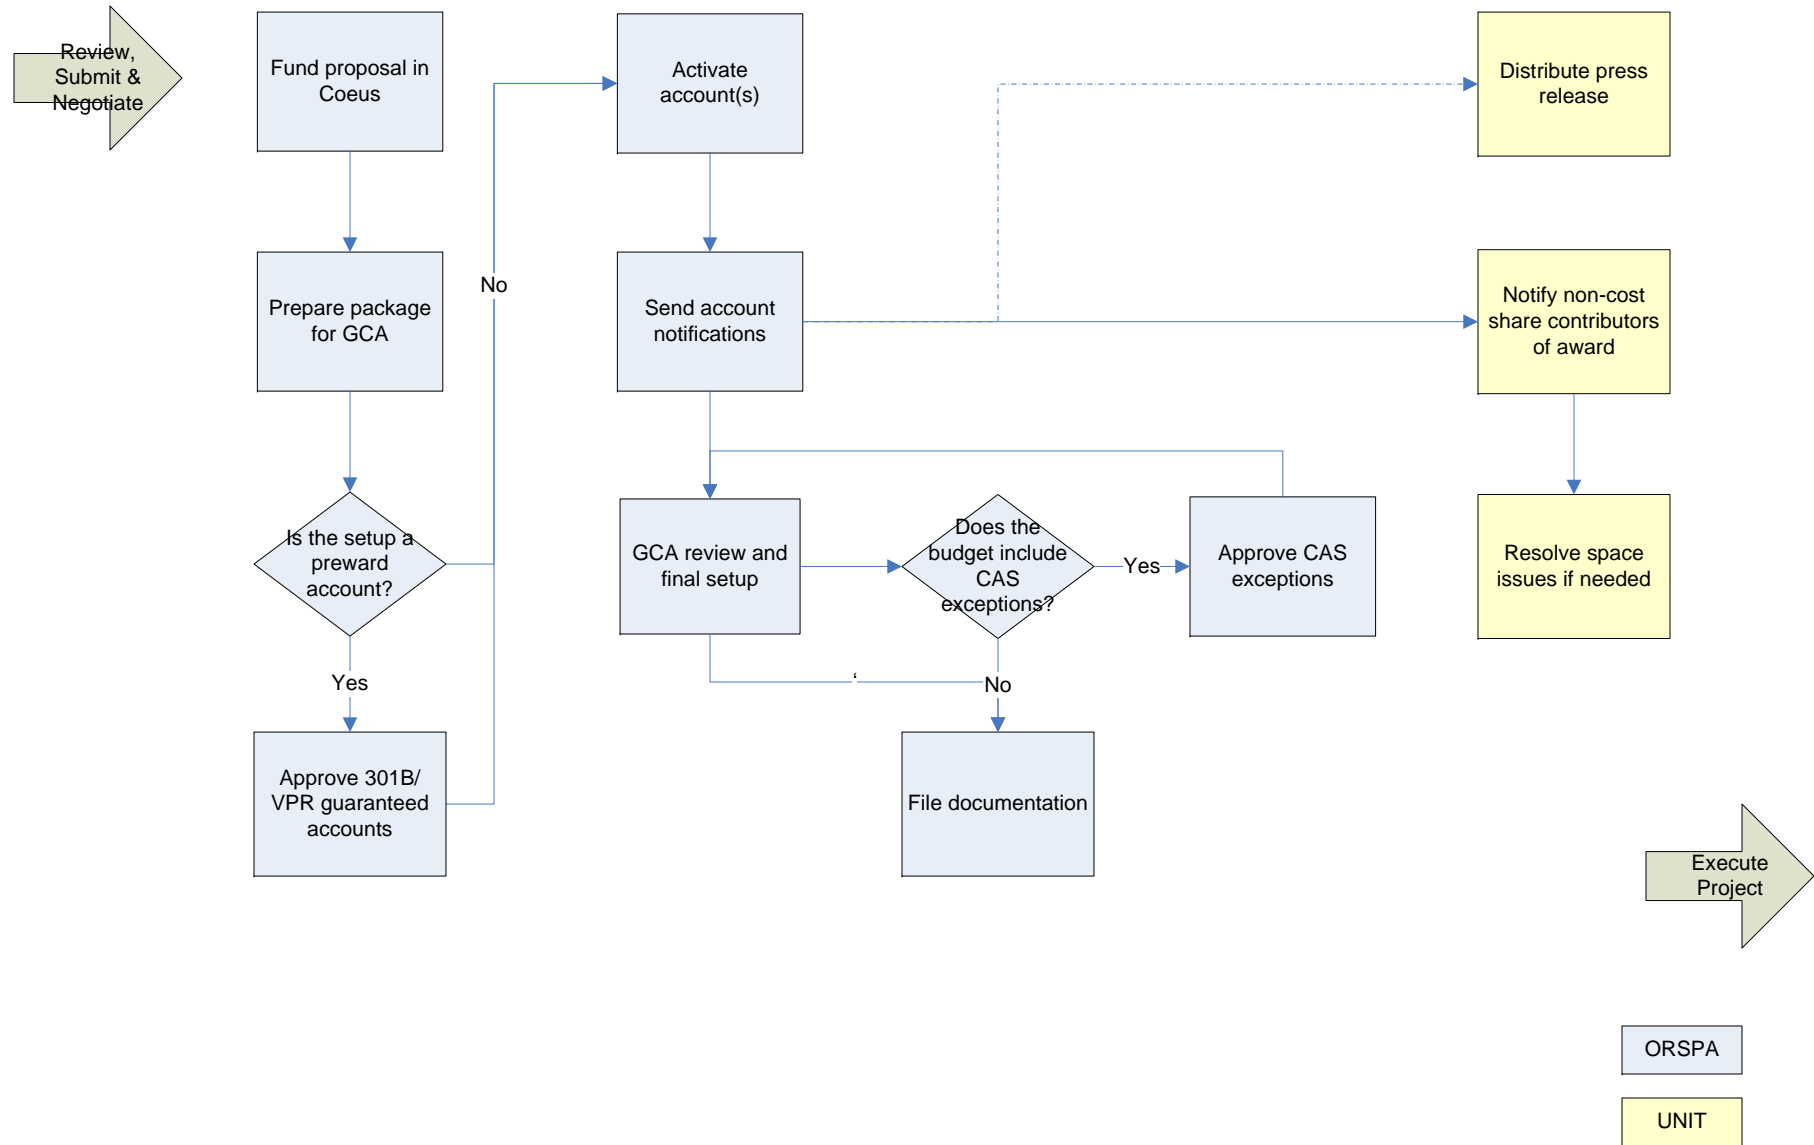 Review,
Submit &
Negotiate
Fund proposal in
Coeus
Activate
account(s)
Distribute press
release
No
Prepare package
for GCA
Send account
notifications
Notify non-cost
share contributors
of award
Is the setup a
preward
account?
GCA review and
final setup
Does the
budget include
CAS
exceptions?
Yes
Approve CAS
exceptions
Resolve space
issues if needed
Yes
‘
No
Approve 301B/
VPR guaranteed
accounts
File documentation
Execute
Project
ORSPA
UNIT